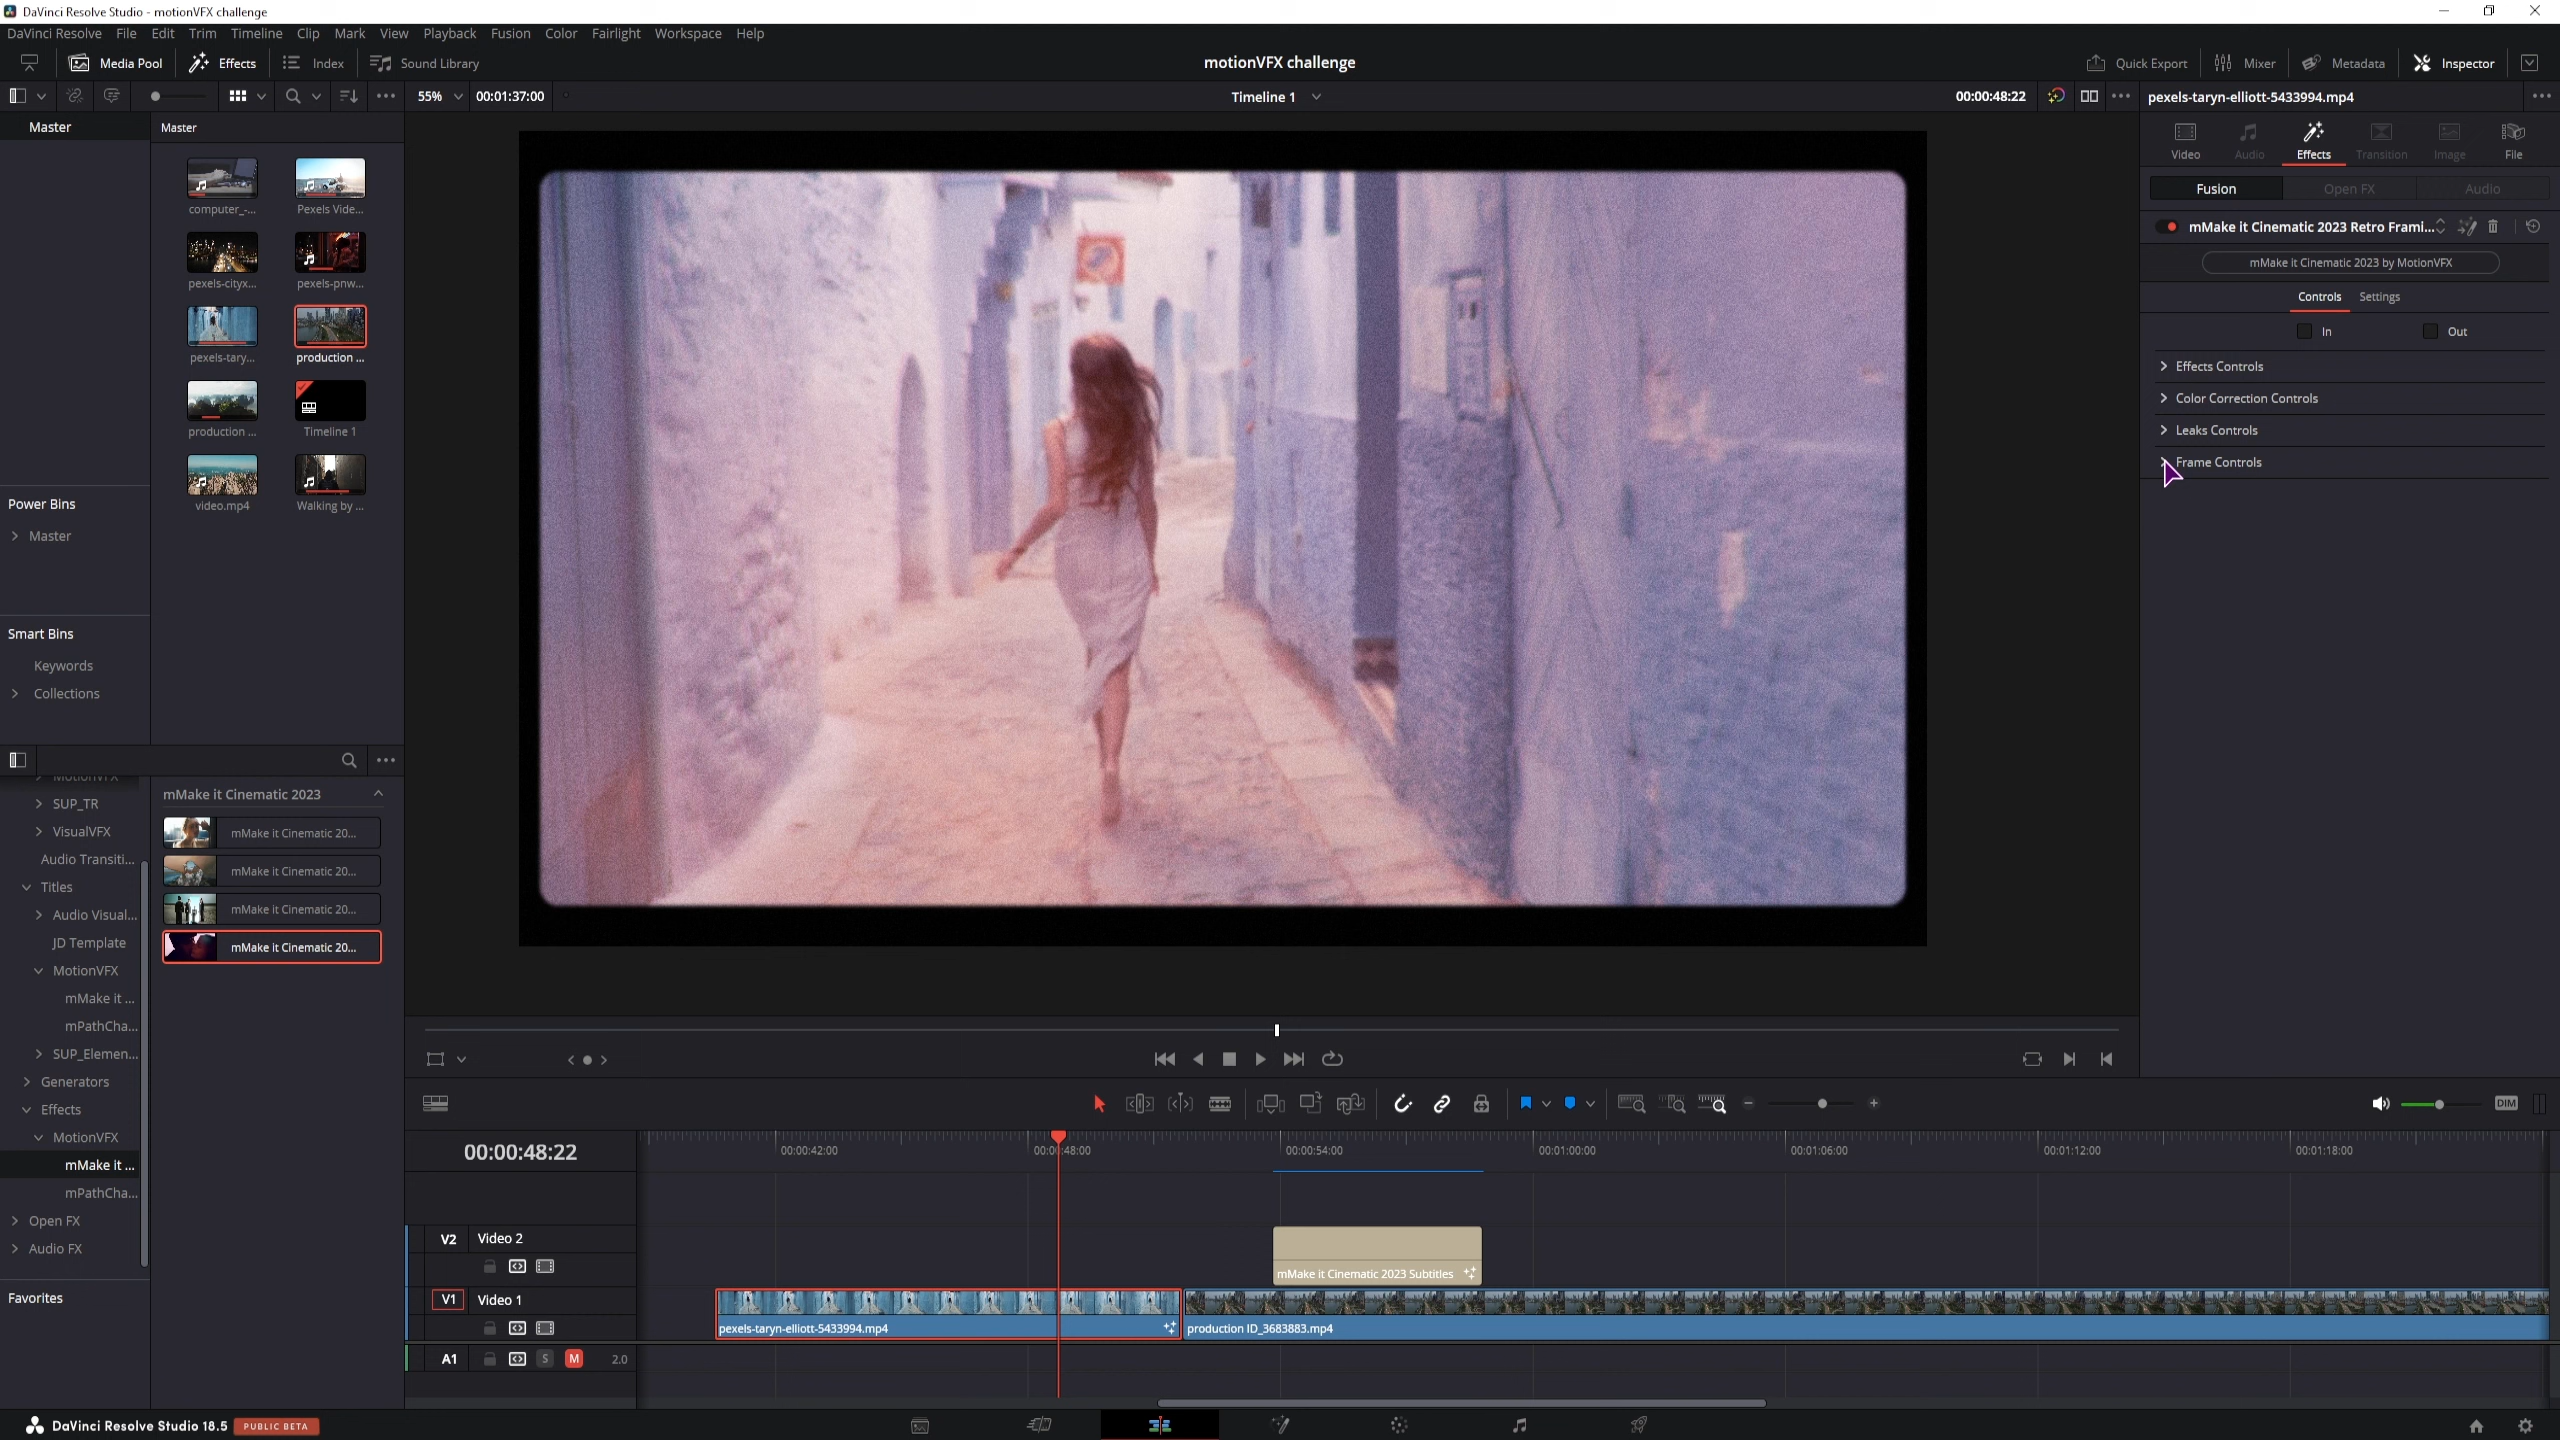 DaVinci Resolve Studio - motionVFX challenge
DaVinci Resolve File Edit Trim Timeline Clip Mark View Playback Fusion Color Fairlight Workspace Help
Media Pool Effects Index Sound Library
motionVFX challenge
Quick Export Mixer Metadata Inspector
55% 00:01:37:00
Timeline 1
00:00:48:22
pexels-taryn-elliott-5433994.mp4
Master
Master
computer_-...
Pexels Vide...
pexels-cityx...
pexels-pnw...
pexels-tary...
production ...
production ...
Timeline 1
video.mp4
Walking by ...
Power Bins
Master
Smart Bins
Keywords
Collections
Video Audio Effects Transition Image File
Fusion Open FX Audio
mMake it Cinematic 2023 Retro Frami...
mMake it Cinematic 2023 by MotionVFX
Controls Settings
In Out
Effects Controls
Color Correction Controls
Leaks Controls
Frame Controls
MotionVFX
SUP_TR
VisualVFX
Audio Transiti...
Titles
Audio Visual...
JD Template
MotionVFX
mMake it ...
mPathCha...
SUP_Elemen...
Generators
Effects
MotionVFX
mMake it ...
mPathCha...
Open FX
Audio FX
Favorites
mMake it Cinematic 2023
mMake it Cinematic 20...
mMake it Cinematic 20...
mMake it Cinematic 20...
mMake it Cinematic 20...
DIM
00:00:48:22
00:00:42:00 00:00:48:00 00:00:54:00 00:01:00:00 00:01:06:00 00:01:12:00 00:01:18:00
V2 Video 2
mMake it Cinematic 2023 Subtitles
V1 Video 1
pexels-taryn-elliott-5433994.mp4
production ID_3683883.mp4
A1 S M 2.0
DaVinci Resolve Studio 18.5 PUBLIC BETA